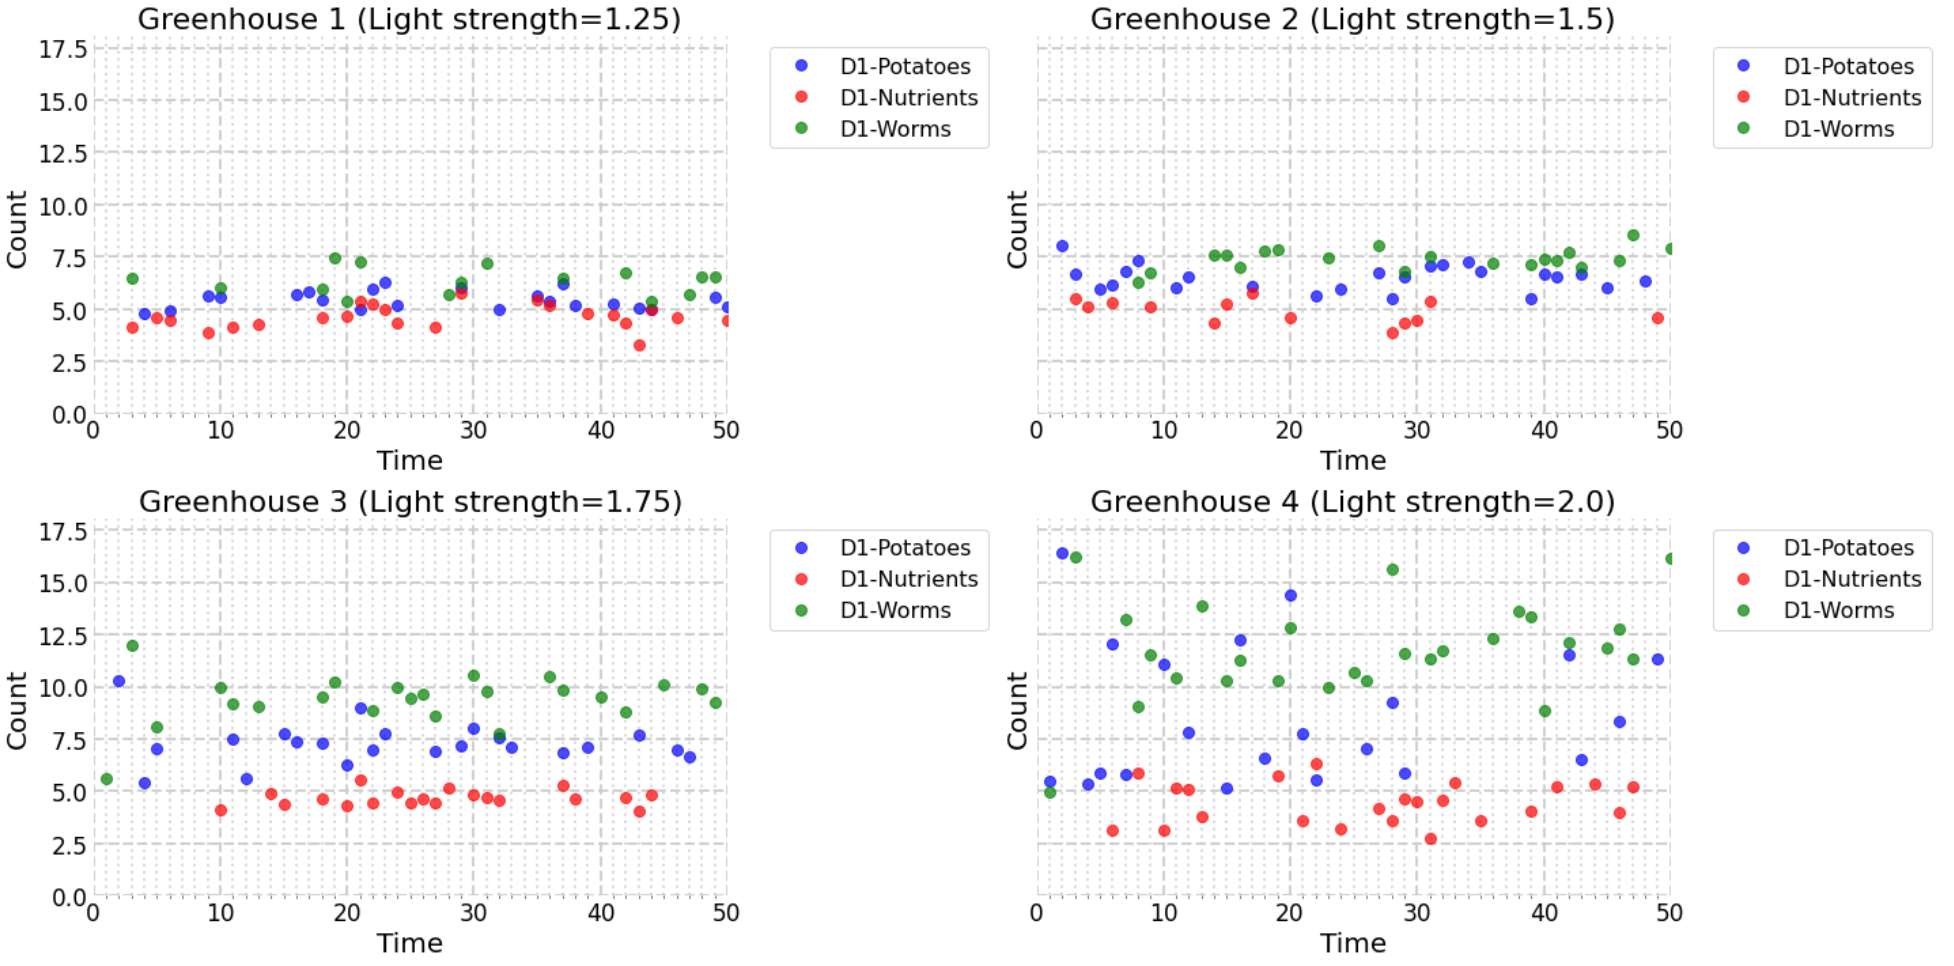 Greenhouse 1 (Light strength=1.25)
17.5
15.0
12.5
10.0
7.5
5.0
2.5
0.0
Count
0 10 20 30 40 50
Time
D1-Potatoes
D1-Nutrients
D1-Worms
Greenhouse 2 (Light strength=1.5)
Count
0 10 20 30 40 50
Time
D1-Potatoes
D1-Nutrients
D1-Worms
Greenhouse 3 (Light strength=1.75)
17.5
15.0
12.5
10.0
7.5
5.0
2.5
0.0
Count
0 10 20 30 40 50
Time
D1-Potatoes
D1-Nutrients
D1-Worms
Greenhouse 4 (Light strength=2.0)
Count
0 10 20 30 40 50
Time
D1-Potatoes
D1-Nutrients
D1-Worms